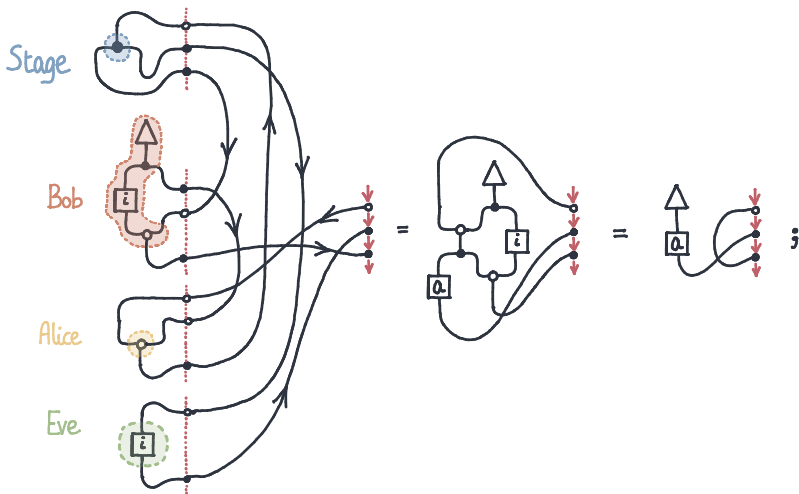 Stage
Bob
i
Alice
Eve
i
=
i
a
=
a
;